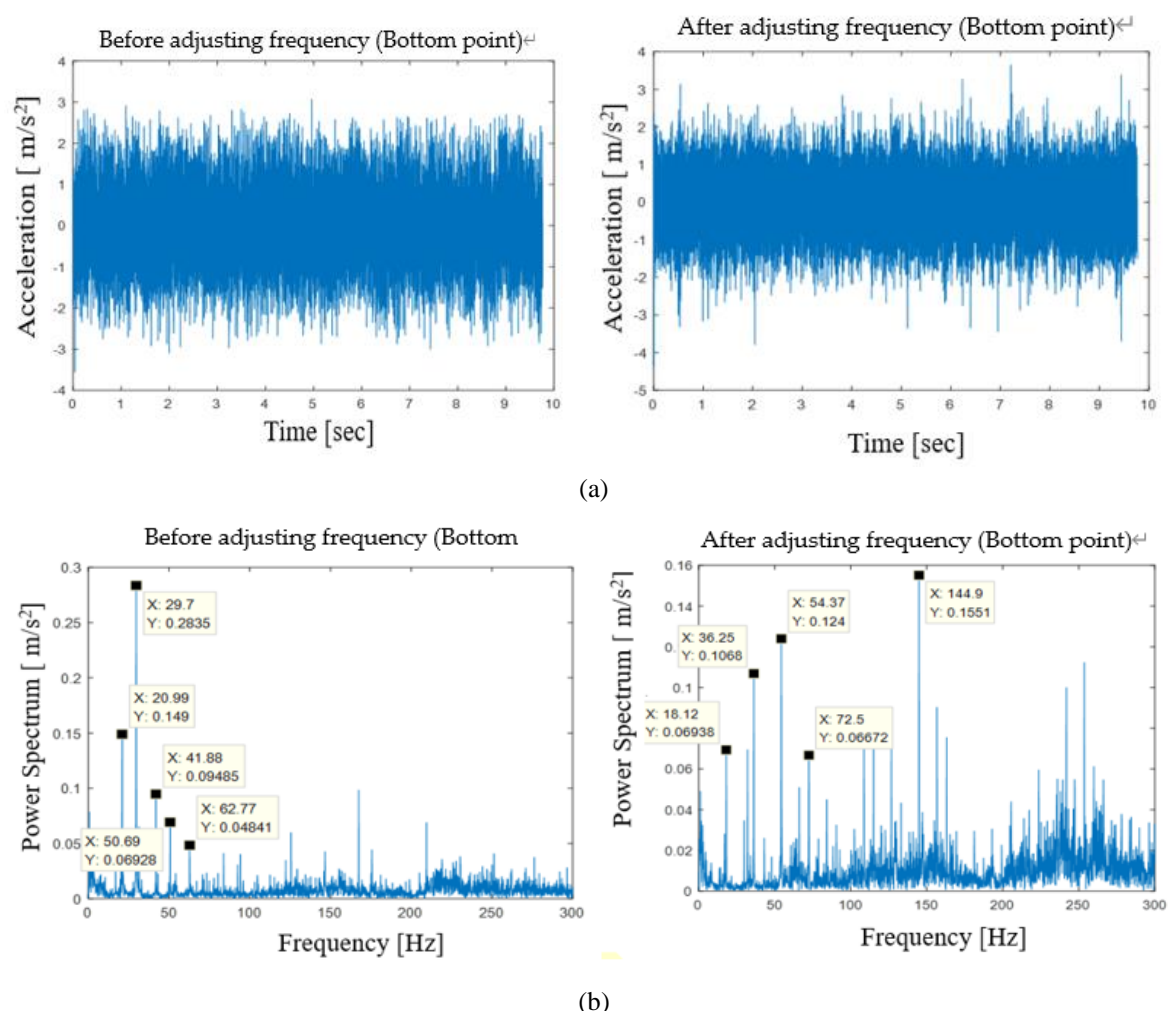 Before adjusting frequency (Bottom point)↵
After adjusting frequency (Bottom point)↵
Acceleration [ m/s²]
4
3
2
1
0
-1
-2
-3
-4
0 1 2 3 4 5 6 7 8 9 10
Time [sec]
Acceleration [ m/s²]
4
3
2
1
0
-1
-2
-3
-4
-5
0 1 2 3 4 5 6 7 8 9 10
Time [sec]
(a)
Before adjusting frequency (Bottom
After adjusting frequency (Bottom point)↵
Power Spectrum [ m/s²]
0.3
0.25
0.2
0.15
0.1
0.05
0
X: 29.7
Y: 0.2835
X: 20.99
Y: 0.149
X: 41.88
Y: 0.09485
X: 62.77
Y: 0.04841
X: 50.69
Y: 0.06928
0 50 100 150 200 250 300
Frequency [Hz]
Power Spectrum [ m/s²]
0.16
0.14
0.1
0.08
0.06
0.04
0.02
0
X: 144.9
Y: 0.1551
X: 54.37
Y: 0.124
X: 36.25
Y: 0.1068
X: 18.12
Y: 0.06938
X: 72.5
Y: 0.06672
0 50 100 150 200 250 300
Frequency [Hz]
(b)